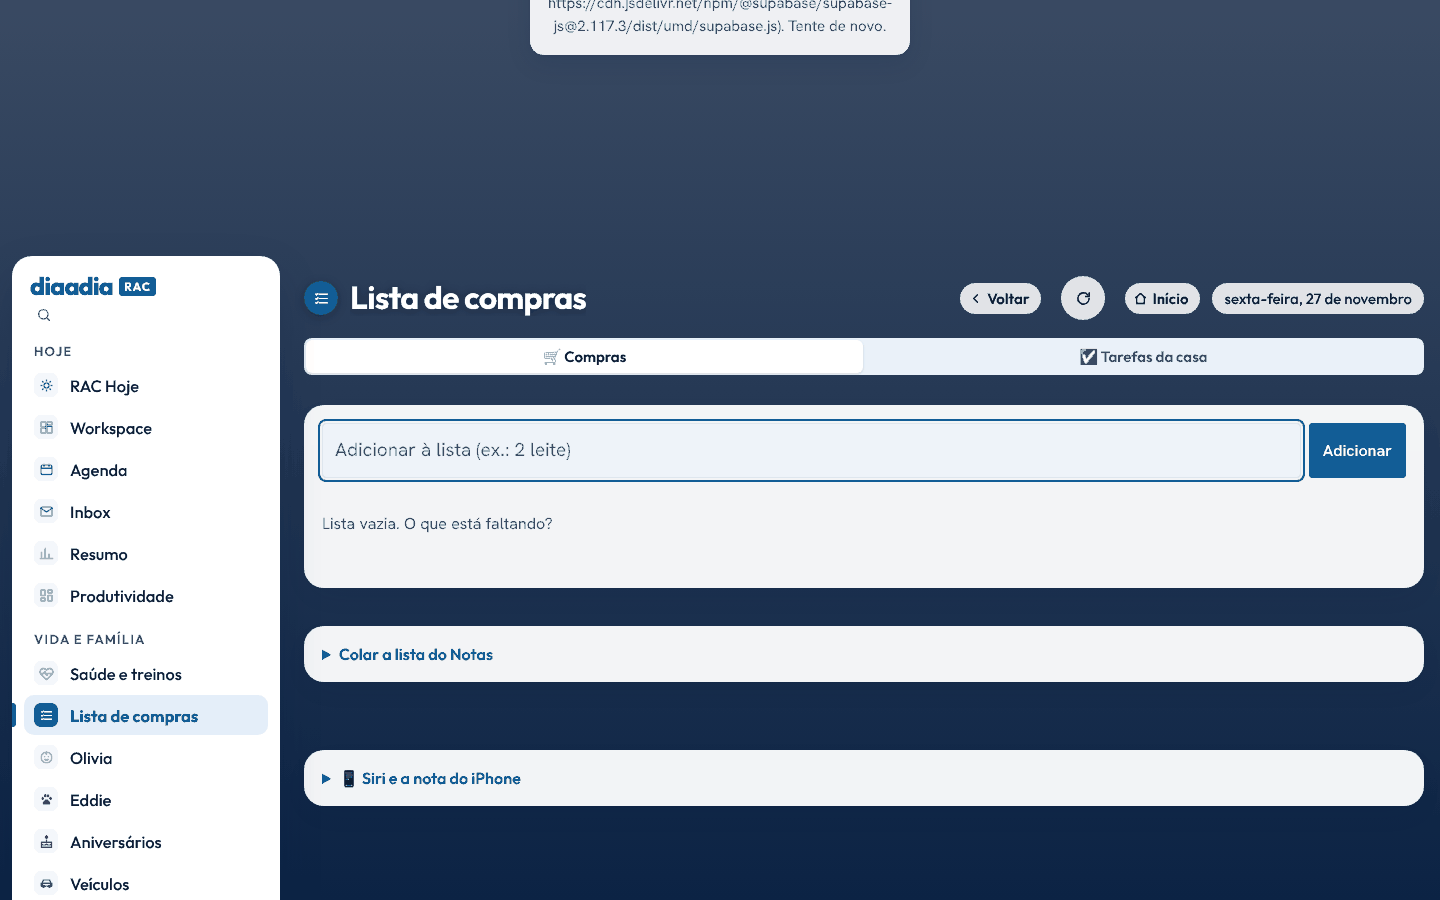 https://cdn.jsdelivr.net/npm/@supabase/supabase-
js@2.117.3/dist/umd/supabase.js). Tente de novo.
diaadia RAC
HOJE
RAC Hoje
Workspace
Agenda
Inbox
Resumo
Produtividade
VIDA E FAMÍLIA
Saúde e treinos
Lista de compras
Olivia
Eddie
Aniversários
Veículos
Lista de compras
Voltar
Início
sexta-feira, 27 de novembro
Compras
Tarefas da casa
Adicionar à lista (ex.: 2 leite)
Adicionar
Lista vazia. O que está faltando?
Colar a lista do Notas
Siri e a nota do iPhone